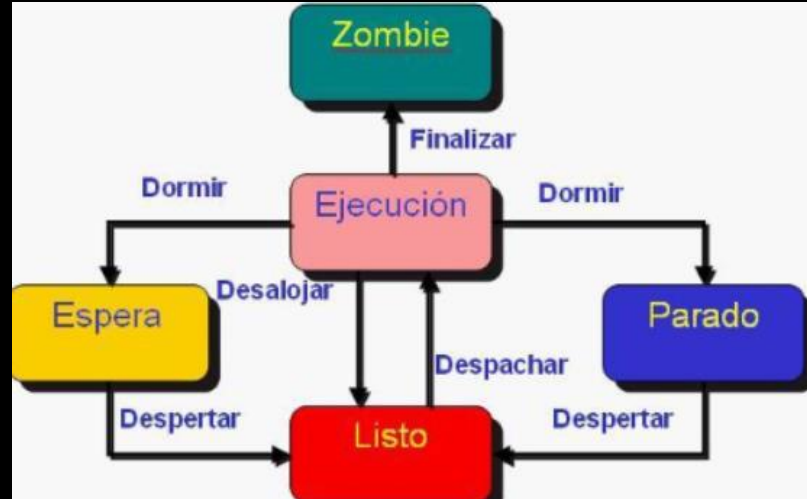 Zombie
Finalizar
Dormir
Ejecución
Dormir
Desalojar
Espera
Parado
Despachar
Despertar
Listo
Despertar